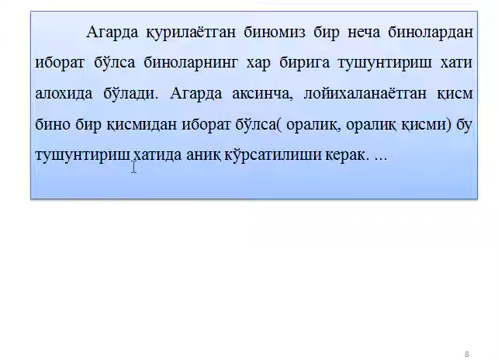 Агарда қурилаётган биномиз бир неча бинолардан
иборат бўлса биноларнинг хар бирига тушунтириш хати
алохида бўлади. Агарда аксинча, лойихаланаётган қисм
бино бир қисмидан иборат бўлса( оралиқ, оралиқ қисми) бу
тушунтириш хатида аниқ кўрсатилиши керак. ...
8